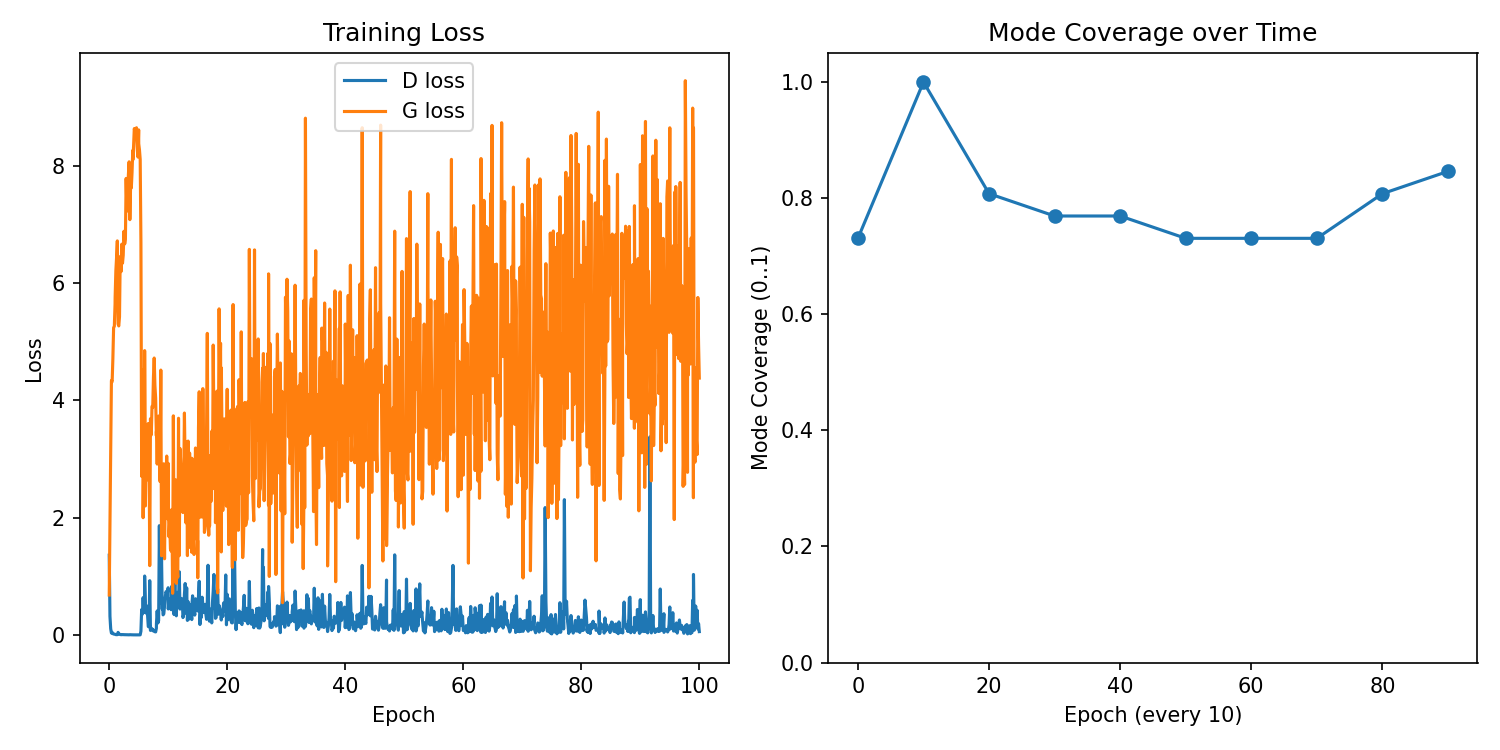 Training Loss
D loss
G loss
Loss
8
6
4
2
0
0 20 40 60 80 100
Epoch
Mode Coverage over Time
Mode Coverage (0..1)
1.0
0.8
0.6
0.4
0.2
0.0
0 20 40 60 80
Epoch (every 10)